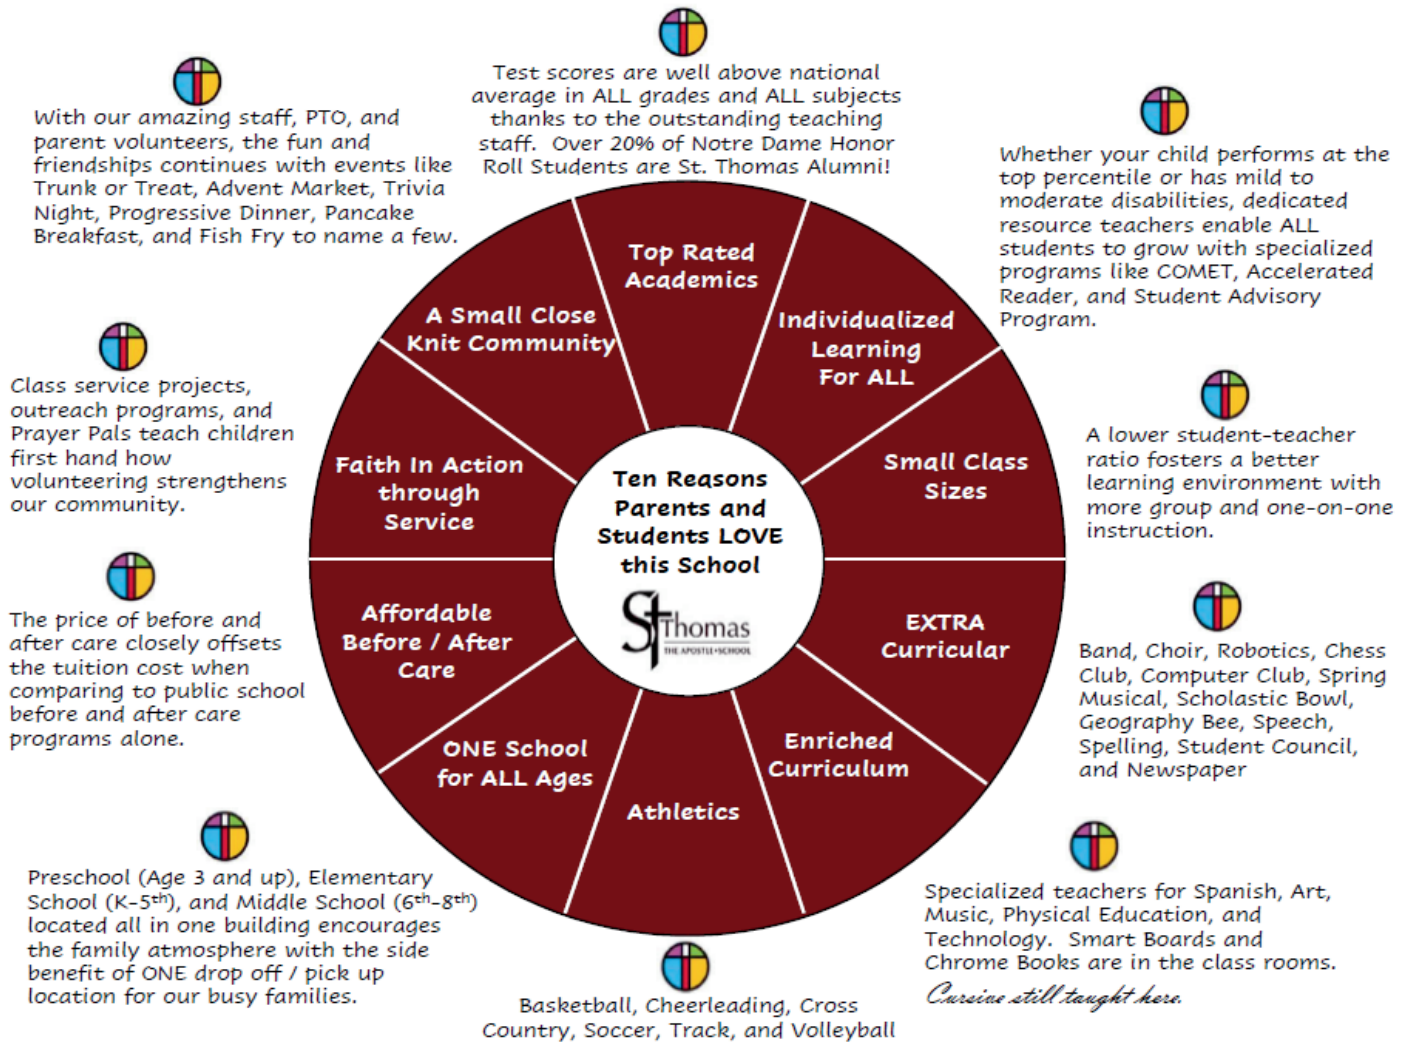 Test scores are well above national
average in ALL grades and ALL subjects
thanks to the outstanding teaching
staff. Over 20% of Notre Dame Honor
Roll Students are St. Thomas Alumni!
With our amazing staff, PTO, and
parent volunteers, the fun and
friendships continues with events like
Trunk or Treat, Advent Market, Trivia
Night, Progressive Dinner, Pancake
Breakfast, and Fish Fry to name a few.
Whether your child performs at the
top percentile or has mild to
moderate disabilities, dedicated
resource teachers enable ALL
students to grow with specialized
programs like COMET, Accelerated
Reader, and Student Advisory
Program.
Top Rated
Academics
A Small Close
Knit Community
Individualized
Learning
For ALL
Class service projects,
outreach programs, and
Prayer Pals teach children
first hand how
volunteering strengthens
our community.
Faith In Action
through
Service
Ten Reasons
Parents and
Students LOVE
this School
St Thomas
THE APOSTLE•SCHOOL
Small Class
Sizes
A lower student-teacher
ratio fosters a better
learning environment with
more group and one-on-one
instruction.
The price of before and
after care closely offsets
the tuition cost when
comparing to public school
before and after care
programs alone.
Affordable
Before / After
Care
EXTRA
Curricular
Band, Choir, Robotics, Chess
Club, Computer Club, Spring
Musical, Scholastic Bowl,
Geography Bee, Speech,
Spelling, Student Council,
and Newspaper
ONE School
for ALL Ages
Athletics
Enriched
Curriculum
Preschool (Age 3 and up), Elementary
School (K-5th), and Middle School (6th-8th)
located all in one building encourages
the family atmosphere with the side
benefit of ONE drop off / pick up
location for our busy families.
Basketball, Cheerleading, Cross
Country, Soccer, Track, and Volleyball
Specialized teachers for Spanish, Art,
Music, Physical Education, and
Technology. Smart Boards and
Chrome Books are in the class rooms.
Cursive still taught here.